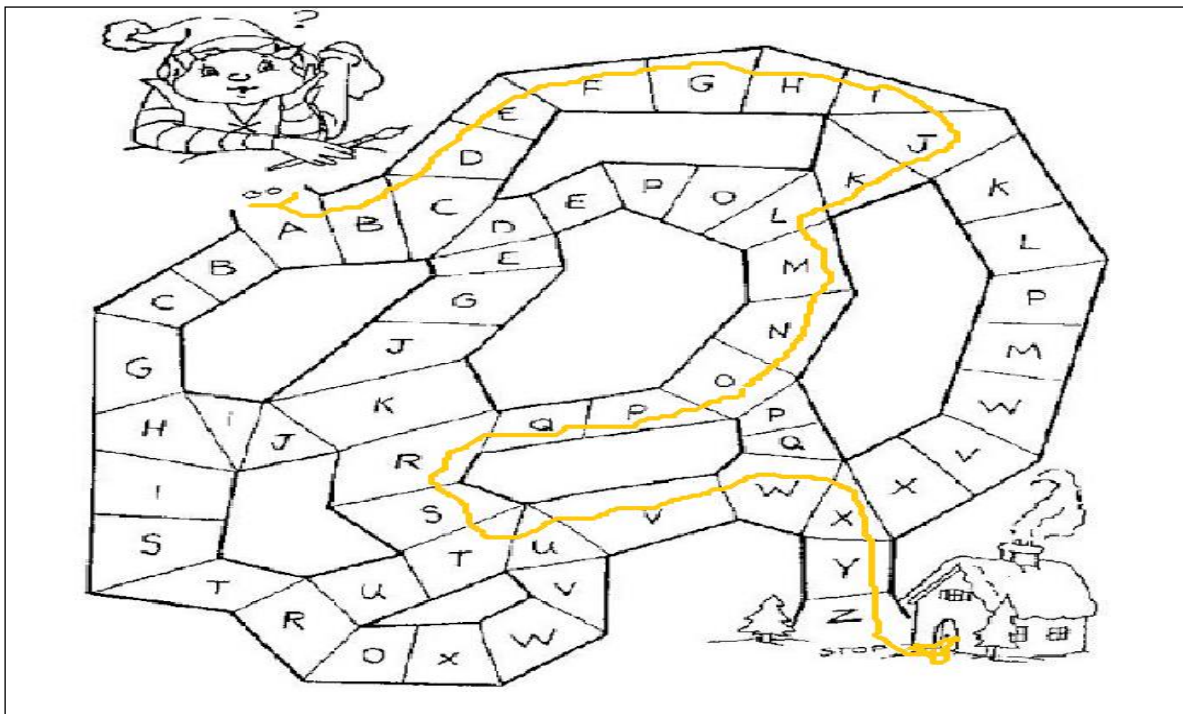 ?
F G H I
E J
D K K
GO E P O
A B C D L L
B E M
C G P
N
G J M
O
K W
Q P P
H i J Q
R V
I W X
S V X
S T U
T U V Y
R W Z
STOP
O X
?